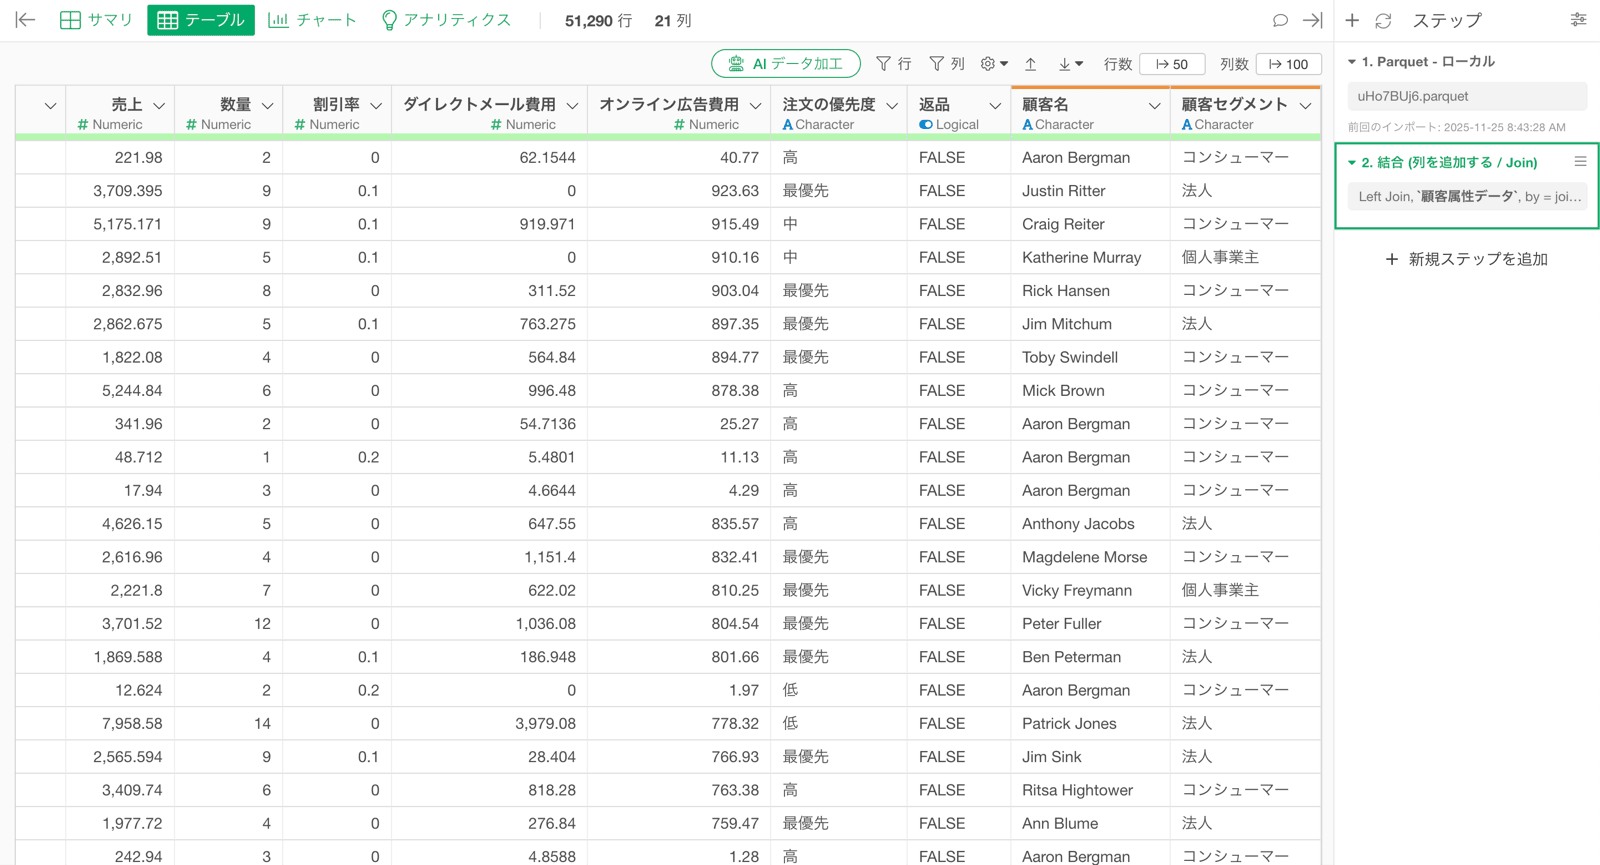 サマリ テーブル チャート アナリティクス 51,290 行 21 列
AI データ加工 行 列 行数 50 列数 100
売上 数量 割引率 ダイレクトメール費用 オンライン広告費用 注文の優先度 返品 顧客名 顧客セグメント
# Numeric # Numeric # Numeric # Numeric # Numeric A Character Logical A Character A Character
221.98 2 0 62.1544 40.77 高 FALSE Aaron Bergman コンシューマー
3,709.395 9 0.1 0 923.63 最優先 FALSE Justin Ritter 法人
5,175.171 9 0.1 919.971 915.49 中 FALSE Craig Reiter コンシューマー
2,892.51 5 0.1 0 910.16 中 FALSE Katherine Murray 個人事業主
2,832.96 8 0 311.52 903.04 最優先 FALSE Rick Hansen コンシューマー
2,862.675 5 0.1 763.275 897.35 最優先 FALSE Jim Mitchum 法人
1,822.08 4 0 564.84 894.77 最優先 FALSE Toby Swindell コンシューマー
5,244.84 6 0 996.48 878.38 高 FALSE Mick Brown コンシューマー
341.96 2 0 54.7136 25.27 高 FALSE Aaron Bergman コンシューマー
48.712 1 0.2 5.4801 11.13 高 FALSE Aaron Bergman コンシューマー
17.94 3 0 4.6644 4.29 高 FALSE Aaron Bergman コンシューマー
4,626.15 5 0 647.55 835.57 高 FALSE Anthony Jacobs 法人
2,616.96 4 0 1,151.4 832.41 最優先 FALSE Magdelene Morse コンシューマー
2,221.8 7 0 622.02 810.25 最優先 FALSE Vicky Freymann 個人事業主
3,701.52 12 0 1,036.08 804.54 最優先 FALSE Peter Fuller コンシューマー
1,869.588 4 0.1 186.948 801.66 最優先 FALSE Ben Peterman 法人
12.624 2 0.2 0 1.97 低 FALSE Aaron Bergman コンシューマー
7,958.58 14 0 3,979.08 778.32 低 FALSE Patrick Jones 法人
2,565.594 9 0.1 28.404 766.93 最優先 FALSE Jim Sink 法人
3,409.74 6 0 818.28 763.38 高 FALSE Ritsa Hightower コンシューマー
1,977.72 4 0 276.84 759.47 最優先 FALSE Ann Blume 法人
242.94 3 0 4.8588 1.28 高 FALSE Aaron Bergman コンシューマー
ステップ
1. Parquet - ローカル
uHo7BUj6.parquet
前回のインポート: 2025-11-25 8:43:28 AM
2. 結合 (列を追加する / Join)
Left Join, `顧客属性データ`, by = joi...
+ 新規ステップを追加